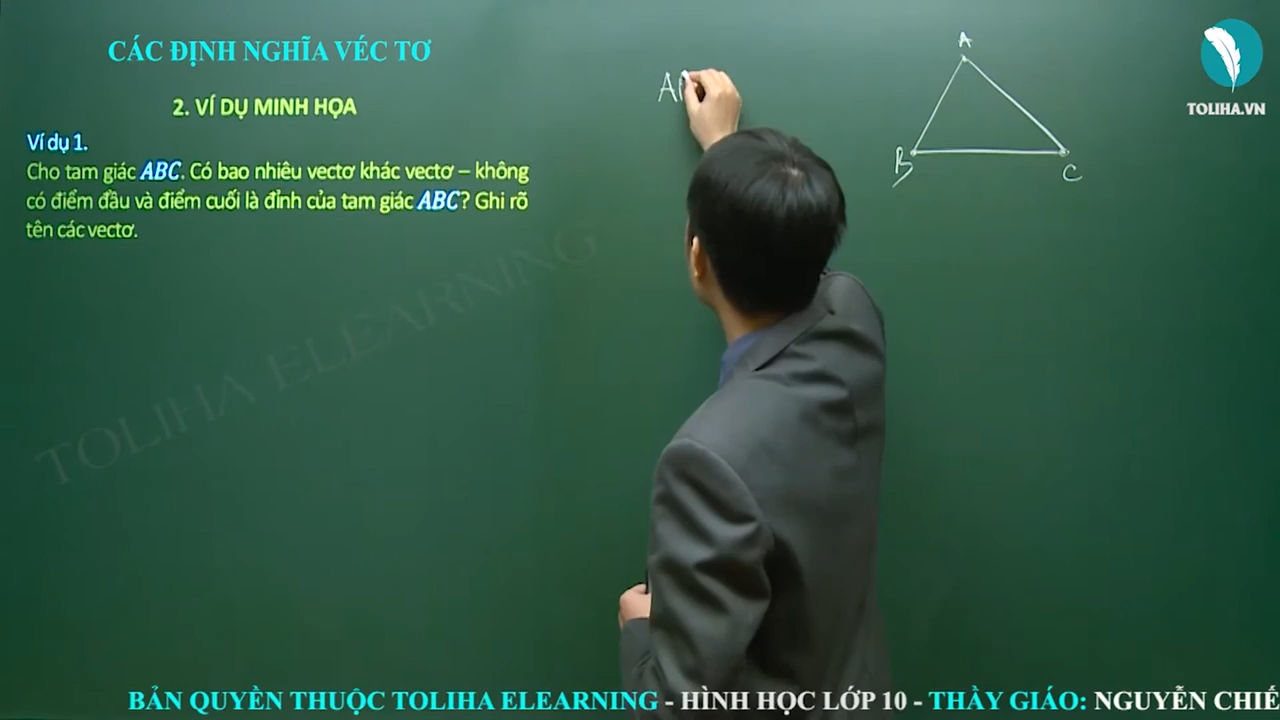 CÁC ĐỊNH NGHĨA VÉC TƠ
2. VÍ DỤ MINH HỌA
Ví dụ 1.
Cho tam giác ABC. Có bao nhiêu vectơ khác vectơ – không
có điểm đầu và điểm cuối là đỉnh của tam giác ABC? Ghi rõ
tên các vectơ.
A
A
B
C
TOLIHA.VN
TOLIHA ELEARNING
BẢN QUYỀN THUỘC TOLIHA ELEARNING - HÌNH HỌC LỚP 10 - THẦY GIÁO: NGUYỄN